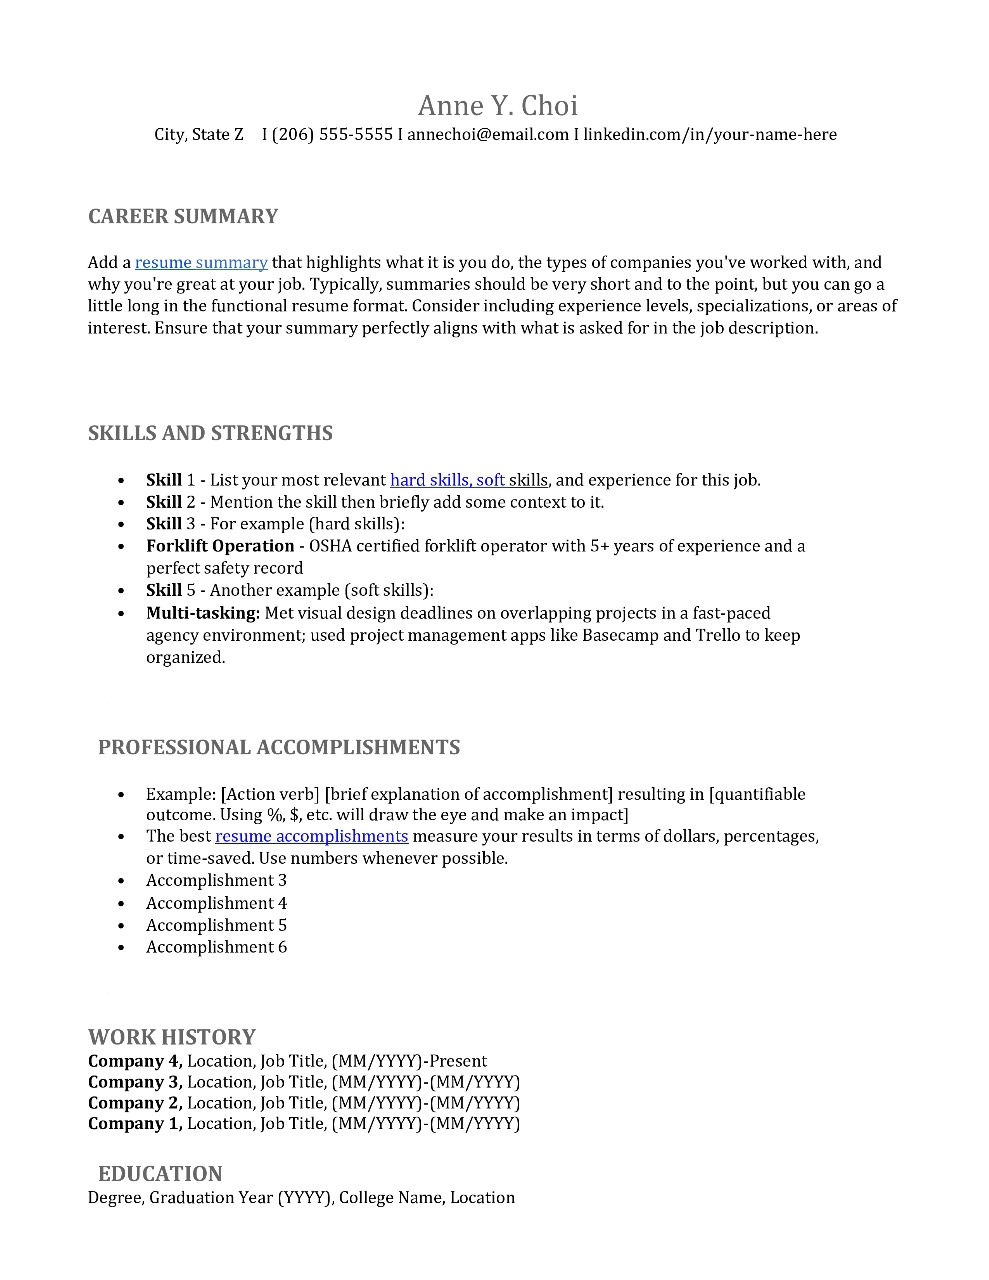 Anne Y. Choi
City, State Z I (206) 555-5555 I annechoi@email.com I linkedin.com/in/your-name-here
CAREER SUMMARY
Add a resume summary that highlights what it is you do, the types of companies you've worked with, and
why you're great at your job. Typically, summaries should be very short and to the point, but you can go a
little long in the functional resume format. Consider including experience levels, specializations, or areas of
interest. Ensure that your summary perfectly aligns with what is asked for in the job description.
SKILLS AND STRENGTHS
• Skill 1 - List your most relevant hard skills, soft skills, and experience for this job.
• Skill 2 - Mention the skill then briefly add some context to it.
• Skill 3 - For example (hard skills):
• Forklift Operation - OSHA certified forklift operator with 5+ years of experience and a
perfect safety record
• Skill 5 - Another example (soft skills):
• Multi-tasking: Met visual design deadlines on overlapping projects in a fast-paced
agency environment; used project management apps like Basecamp and Trello to keep
organized.
PROFESSIONAL ACCOMPLISHMENTS
• Example: [Action verb] [brief explanation of accomplishment] resulting in [quantifiable
outcome. Using %, $, etc. will draw the eye and make an impact]
• The best resume accomplishments measure your results in terms of dollars, percentages,
or time-saved. Use numbers whenever possible.
• Accomplishment 3
• Accomplishment 4
• Accomplishment 5
• Accomplishment 6
WORK HISTORY
Company 4, Location, Job Title, (MM/YYYY)-Present
Company 3, Location, Job Title, (MM/YYYY)-(MM/YYYY)
Company 2, Location, Job Title, (MM/YYYY)-(MM/YYYY)
Company 1, Location, Job Title, (MM/YYYY)-(MM/YYYY)
EDUCATION
Degree, Graduation Year (YYYY), College Name, Location